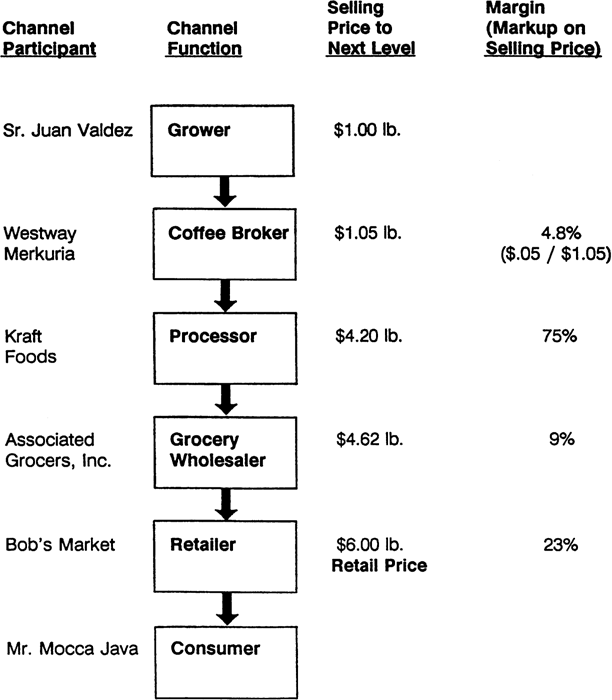 Channel Participant
Channel Function
Selling Price to Next Level
Margin (Markup on Selling Price)
Sr. Juan Valdez
Grower
$1.00 lb.
Westway Merkuria
Coffee Broker
$1.05 lb.
4.8% ($.05 / $1.05)
Kraft Foods
Processor
$4.20 lb.
75%
Associated Grocers, Inc.
Grocery Wholesaler
$4.62 lb.
9%
Bob's Market
Retailer
$6.00 lb. Retail Price
23%
Mr. Mocca Java
Consumer